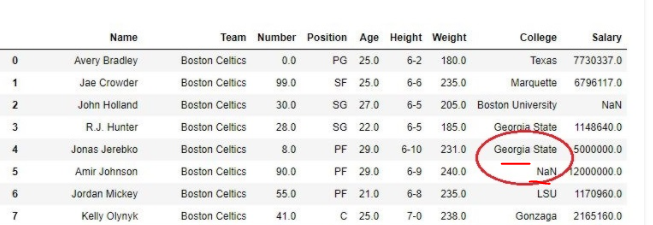 Name Team Number Position Age Height Weight College Salary
0 Avery Bradley Boston Celtics 0.0 PG 25.0 6-2 180.0 Texas 7730337.0
1 Jae Crowder Boston Celtics 99.0 SF 25.0 6-6 235.0 Marquette 6796117.0
2 John Holland Boston Celtics 30.0 SG 27.0 6-5 205.0 Boston University NaN
3 R.J. Hunter Boston Celtics 28.0 SG 22.0 6-5 185.0 Georgia State 1148640.0
4 Jonas Jerebko Boston Celtics 8.0 PF 29.0 6-10 231.0 Georgia State 5000000.0
5 Amir Johnson Boston Celtics 90.0 PF 29.0 6-9 240.0 NaN 12000000.0
6 Jordan Mickey Boston Celtics 55.0 PF 21.0 6-8 235.0 LSU 1170960.0
7 Kelly Olynyk Boston Celtics 41.0 C 25.0 7-0 238.0 Gonzaga 2165160.0